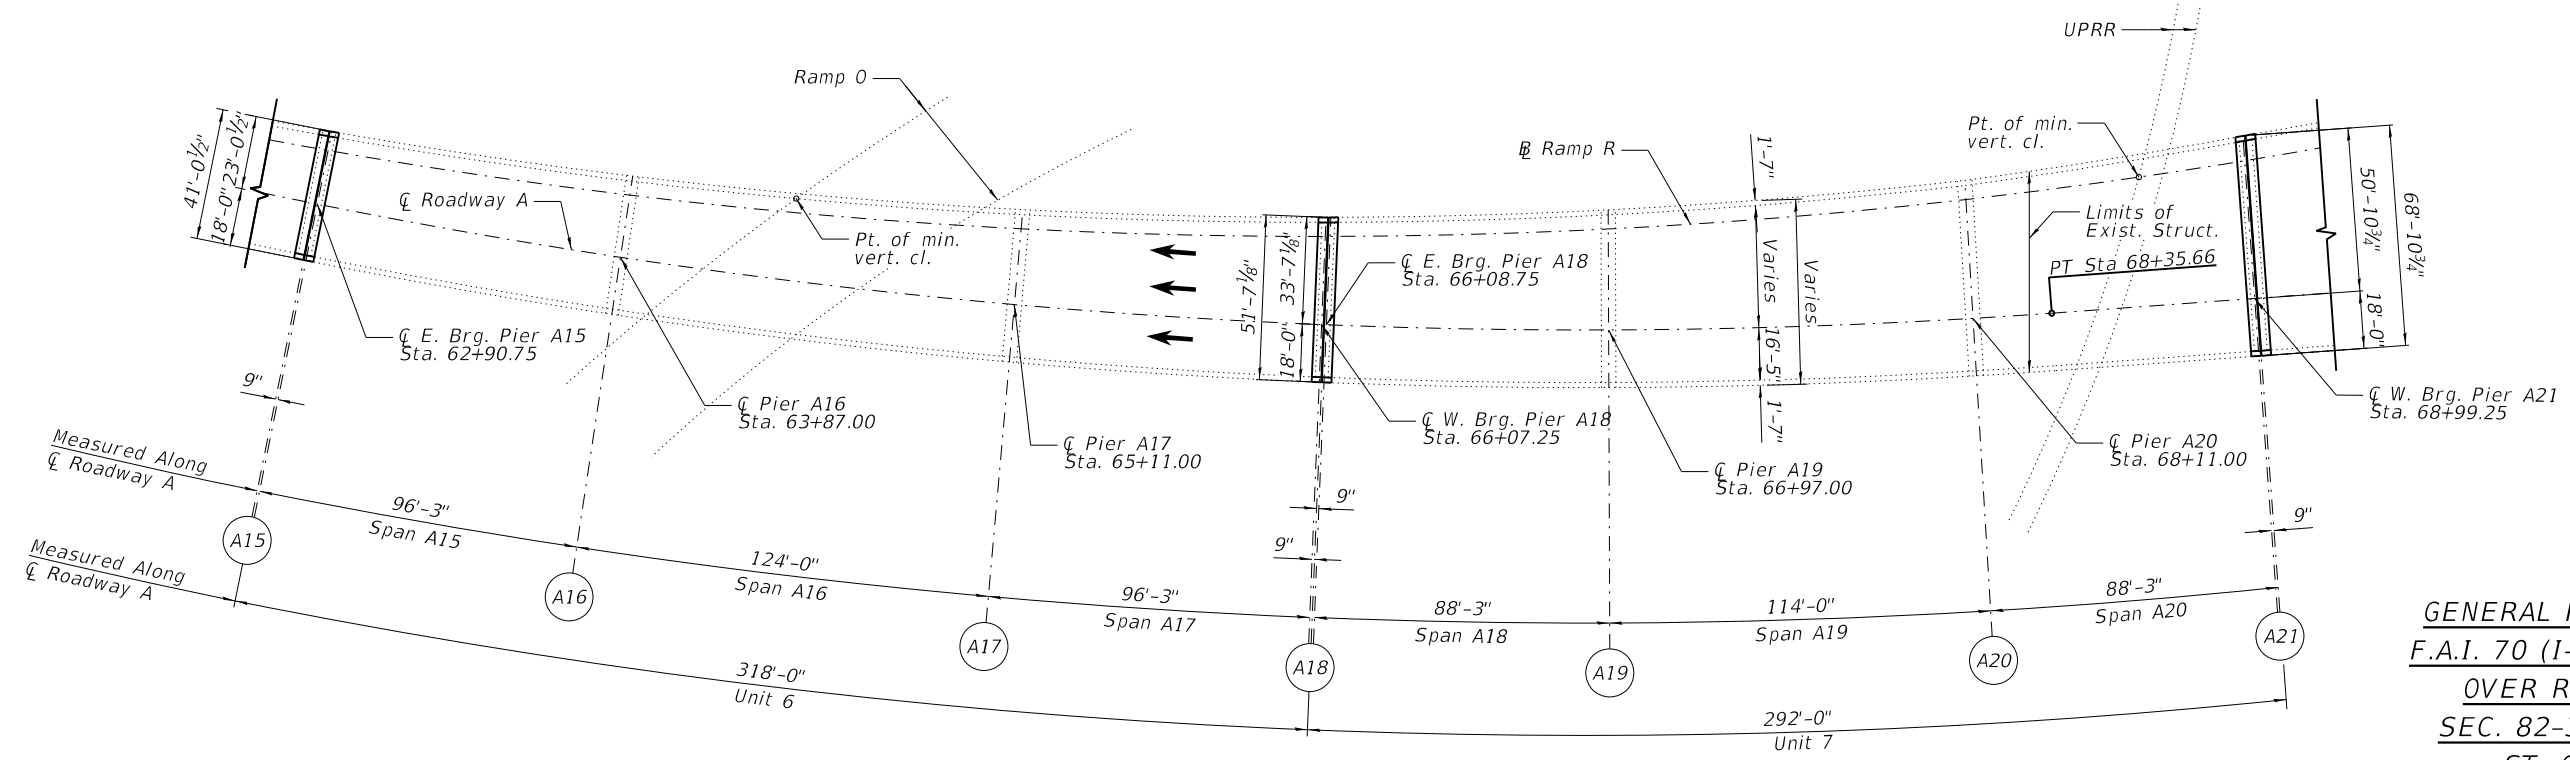 UPRR
Ramp O
41'-0½"
23'-0½"
18'-0"
℄ Roadway A
Pt. of min.
vert. cl.
℄ E. Brg. Pier A15
Sta. 62+90.75
9"
℄ Pier A16
Sta. 63+87.00
℄ Pier A17
Sta. 65+11.00
51'-7⅛"
33'-7⅛"
18'-0"
℄ E. Brg. Pier A18
Sta. 66+08.75
℄ W. Brg. Pier A18
Sta. 66+07.25
BL Ramp R
1'-7"
Varies
Varies
16'-5"
1'-7"
℄ Pier A19
Sta. 66+97.00
Pt. of min.
vert. cl.
Limits of
Exist. Struct.
PT Sta 68+35.66
50'-10¾"
68'-10¾"
18'-0"
℄ W. Brg. Pier A21
Sta. 68+99.25
℄ Pier A20
Sta. 68+11.00
Measured Along
℄ Roadway A
96'-3"
Span A15
124'-0"
Span A16
96'-3"
Span A17
9"
9"
88'-3"
Span A18
114'-0"
Span A19
88'-3"
Span A20
9"
A15
A16
A17
A18
A19
A20
A21
Measured Along
℄ Roadway A
318'-0"
Unit 6
292'-0"
Unit 7
GENERAL
F.A.I. 70 (I-
OVER R
SEC. 82-3